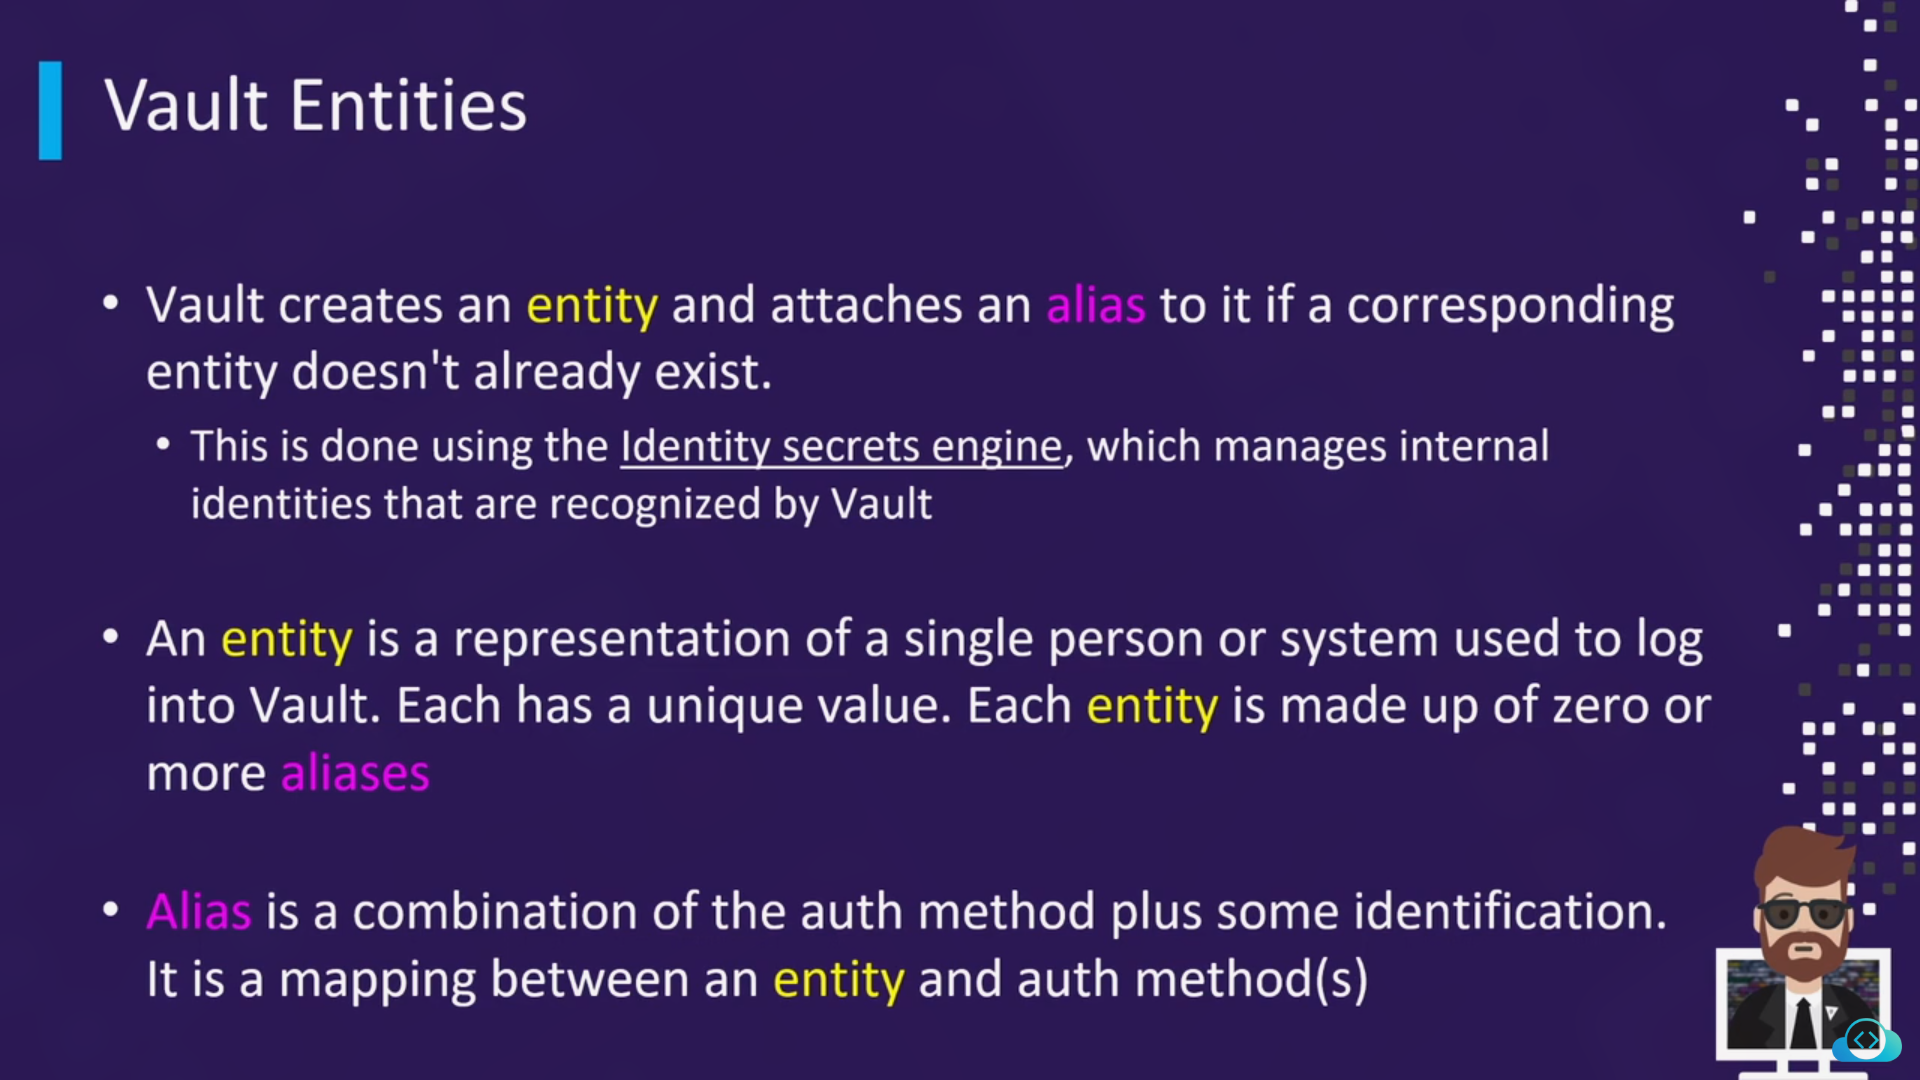 Vault Entities
• Vault creates an entity and attaches an alias to it if a corresponding
entity doesn't already exist.
• This is done using the Identity secrets engine, which manages internal
identities that are recognized by Vault
• An entity is a representation of a single person or system used to log
into Vault. Each has a unique value. Each entity is made up of zero or
more aliases
• Alias is a combination of the auth method plus some identification.
It is a mapping between an entity and auth method(s)